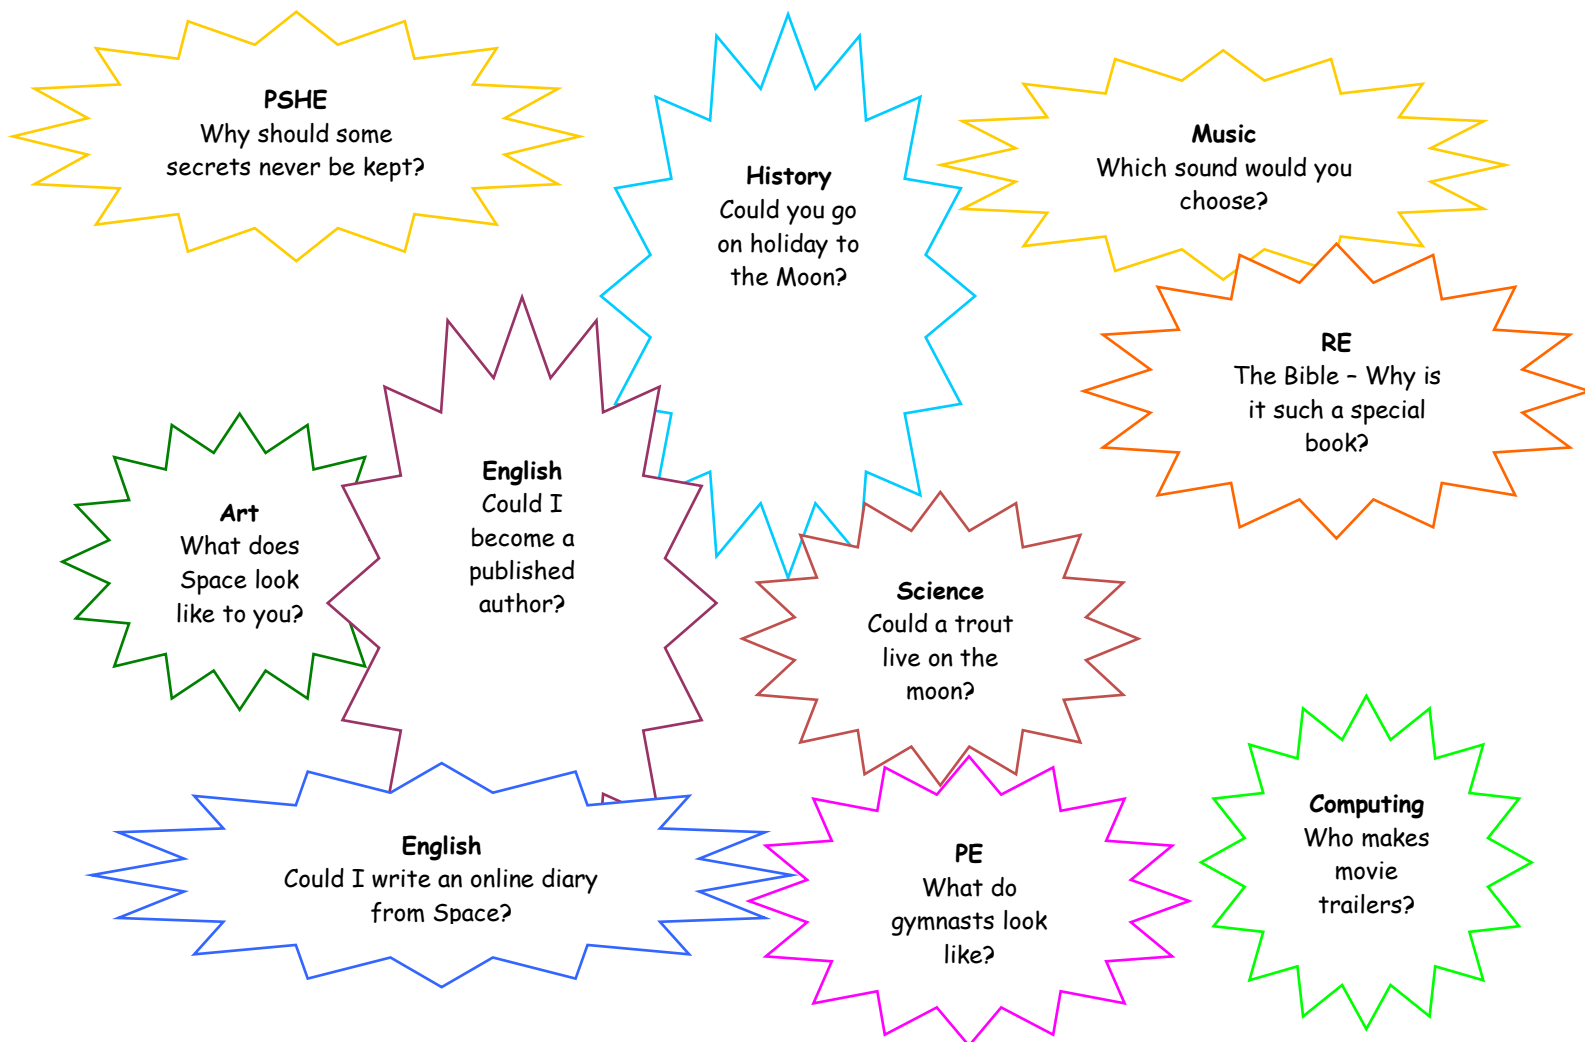 PSHE
Why should some
secrets never be kept?
History
Could you go
on holiday to
the Moon?
Music
Which sound would you
choose?
RE
The Bible – Why is
it such a special
book?
Art
What does
Space look
like to you?
English
Could I
become a
published
author?
Science
Could a trout
live on the
moon?
English
Could I write an online diary
from Space?
PE
What do
gymnasts look
like?
Computing
Who makes
movie
trailers?